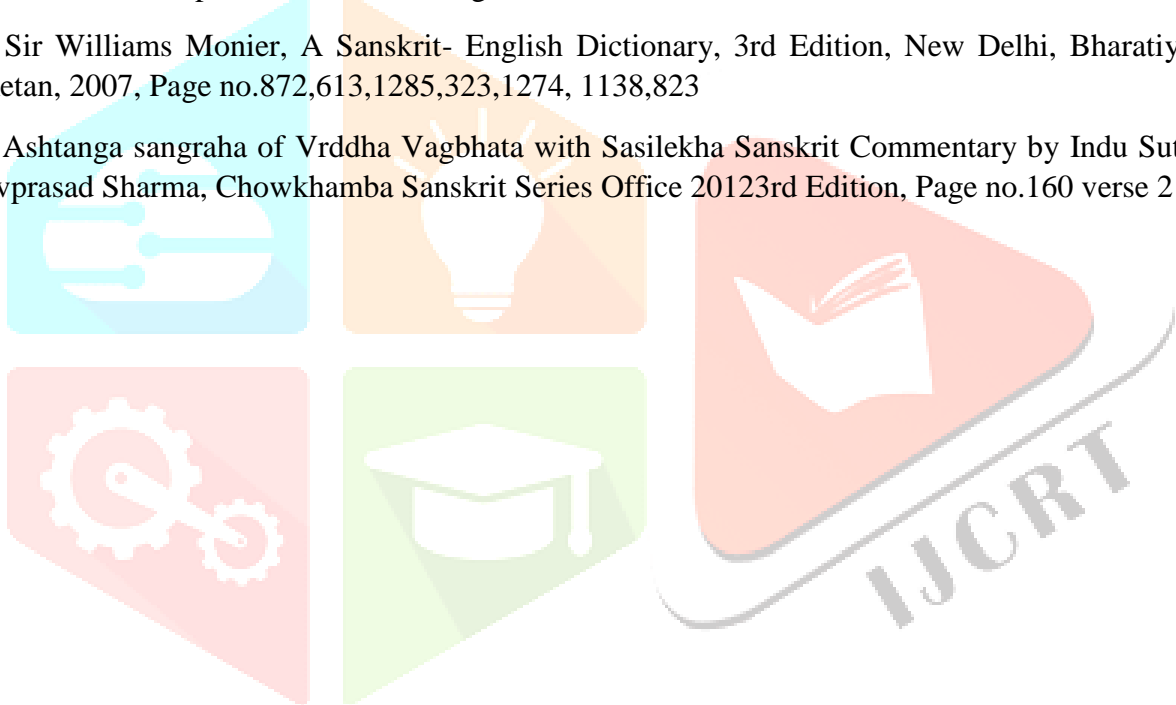 Sir Williams Monier, A Sanskrit- English Dictionary, 3rd Edition, New Delhi, Bharatiy
etan, 2007, Page no.872,613,1285,323,1274, 1138,823
Ashtanga sangraha of Vrddha Vagbhata with Sasilekha Sanskrit Commentary by Indu Sut
vprasad Sharma, Chowkhamba Sanskrit Series Office 20123rd Edition, Page no.160 verse 2
IJCRT